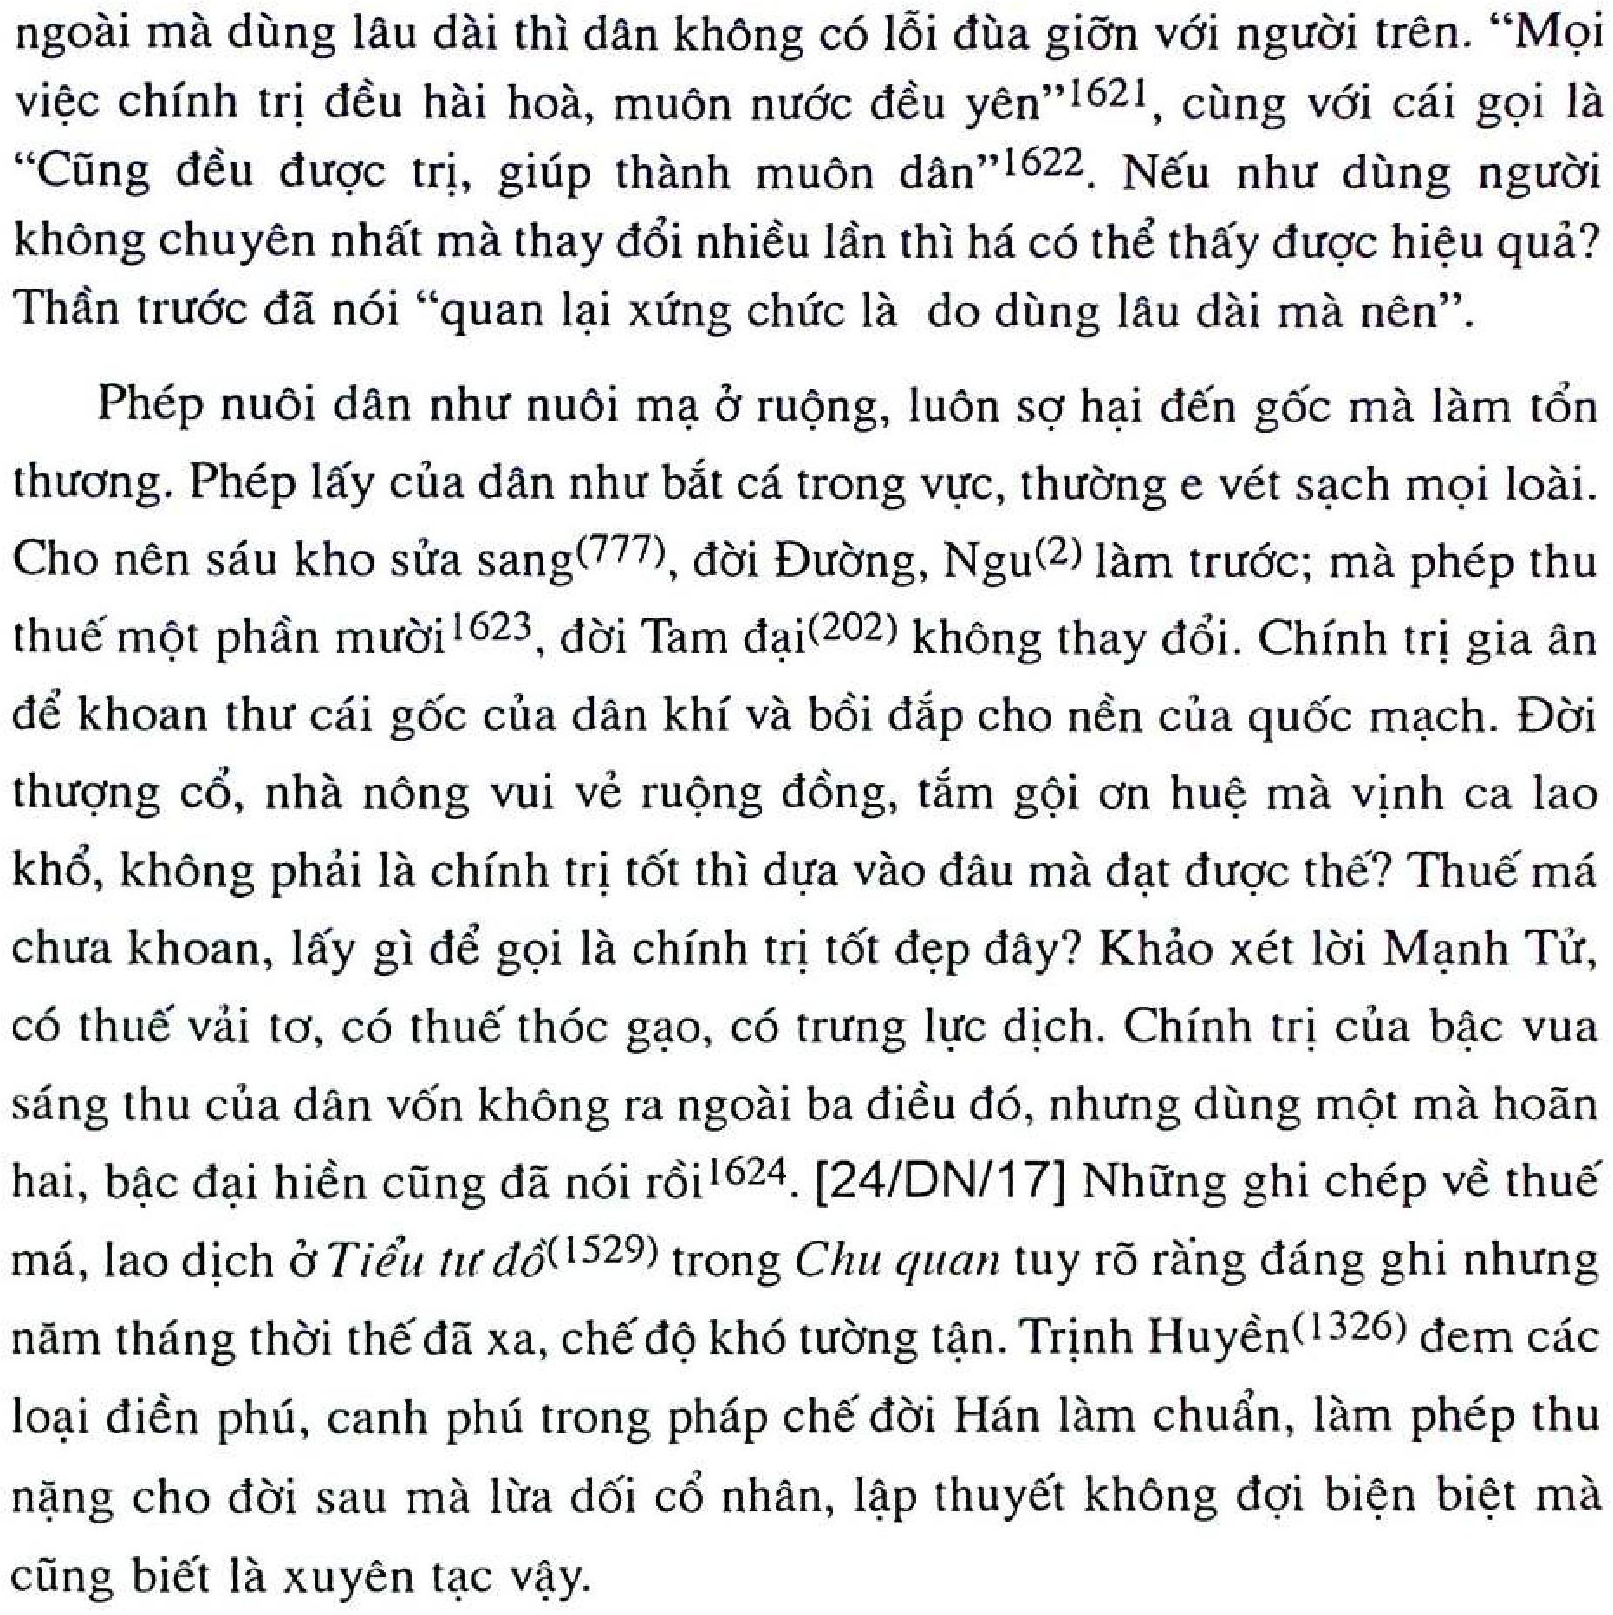 ngoài mà dùng lâu dài thì dân không có lỗi đùa giỡn với người trên. “Mọi
việc chính trị đều hài hoà, muôn nước đều yên”1621, cùng với cái gọi là
“Cũng đều được trị, giúp thành muôn dân”1622. Nếu như dùng người
không chuyên nhất mà thay đổi nhiều lần thì há có thể thấy được hiệu quả?
Thần trước đã nói “quan lại xứng chức là do dùng lâu dài mà nên”.
Phép nuôi dân như nuôi mạ ở ruộng, luôn sợ hại đến gốc mà làm tổn
thương. Phép lấy của dân như bắt cá trong vực, thường e vét sạch mọi loài.
Cho nên sáu kho sửa sang(777), đời Đường, Ngu(2) làm trước; mà phép thu
thuế một phần mười1623, đời Tam đại(202) không thay đổi. Chính trị gia ân
để khoan thư cái gốc của dân khí và bồi đắp cho nền của quốc mạch. Đời
thượng cổ, nhà nông vui vẻ ruộng đồng, tắm gội ơn huệ mà vịnh ca lao
khổ, không phải là chính trị tốt thì dựa vào đâu mà đạt được thế? Thuế má
chưa khoan, lấy gì để gọi là chính trị tốt đẹp đây? Khảo xét lời Mạnh Tử,
có thuế vải tơ, có thuế thóc gạo, có trưng lực dịch. Chính trị của bậc vua
sáng thu của dân vốn không ra ngoài ba điều đó, nhưng dùng một mà hoãn
hai, bậc đại hiền cũng đã nói rồi1624. [24/DN/17] Những ghi chép về thuế
má, lao dịch ở Tiểu tư đồ(1529) trong Chu quan tuy rõ ràng đáng ghi nhưng
năm tháng thời thế đã xa, chế độ khó tường tận. Trịnh Huyền(1326) đem các
loại điền phú, canh phú trong pháp chế đời Hán làm chuẩn, làm phép thu
nặng cho đời sau mà lừa dối cổ nhân, lập thuyết không đợi biện biệt mà
cũng biết là xuyên tạc vậy.